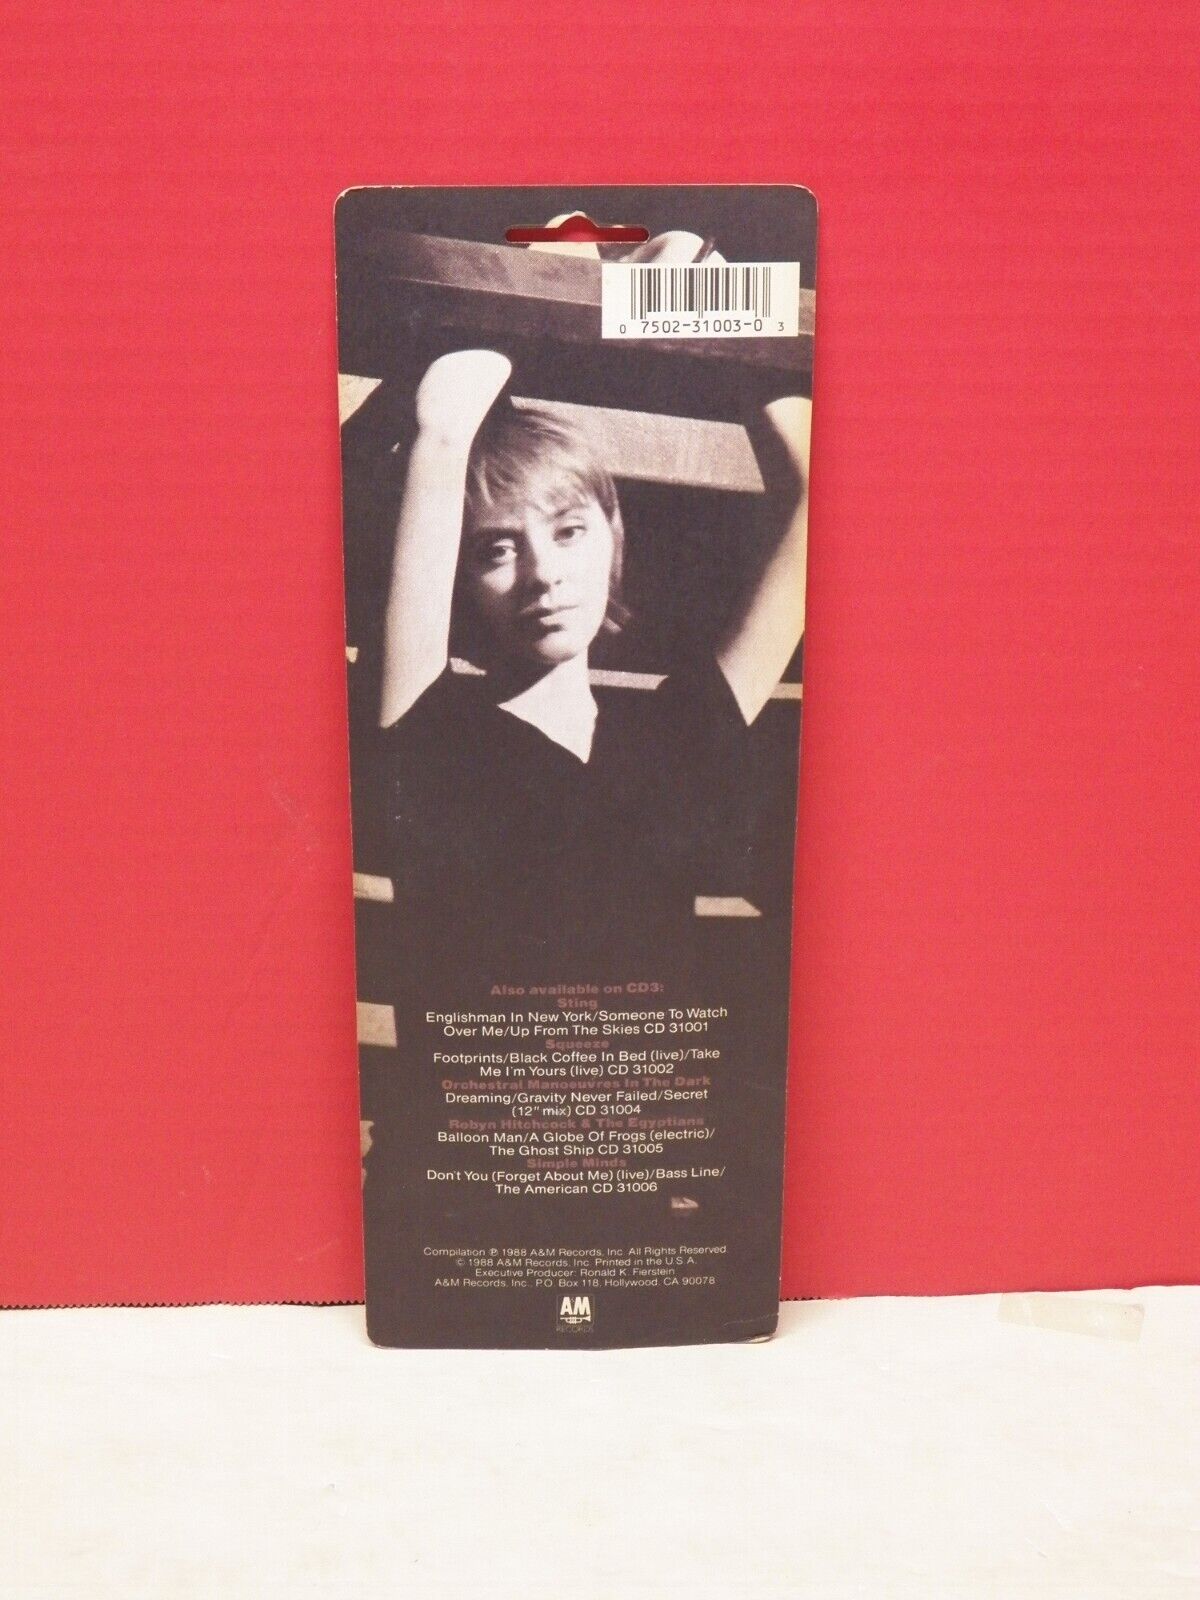 0 7502-31003-0 3
Also available on CD3:
Sting
Englishman In New York/Someone To Watch
Over Me/Up From The Skies CD 31001
Squeeze
Footprints/Black Coffee In Bed (live)/Take
Me I'm Yours (live) CD 31002
Orchestral Manoeuvres In The Dark
Dreaming/Gravity Never Failed/Secret
(12" mix) CD 31004
Robyn Hitchcock & The Egyptians
Balloon Man/A Globe Of Frogs (electric)/
The Ghost Ship CD 31005
Simple Minds
Don't You (Forget About Me) (live)/Bass Line/
The American CD 31006
Compilation ℗ 1988 A&M Records, Inc. All Rights Reserved.
© 1988 A&M Records, Inc. Printed in the U.S.A.
Executive Producer: Ronald K. Fierstein
A&M Records, Inc., P.O. Box 118, Hollywood, CA 90078
A&M
RECORDS